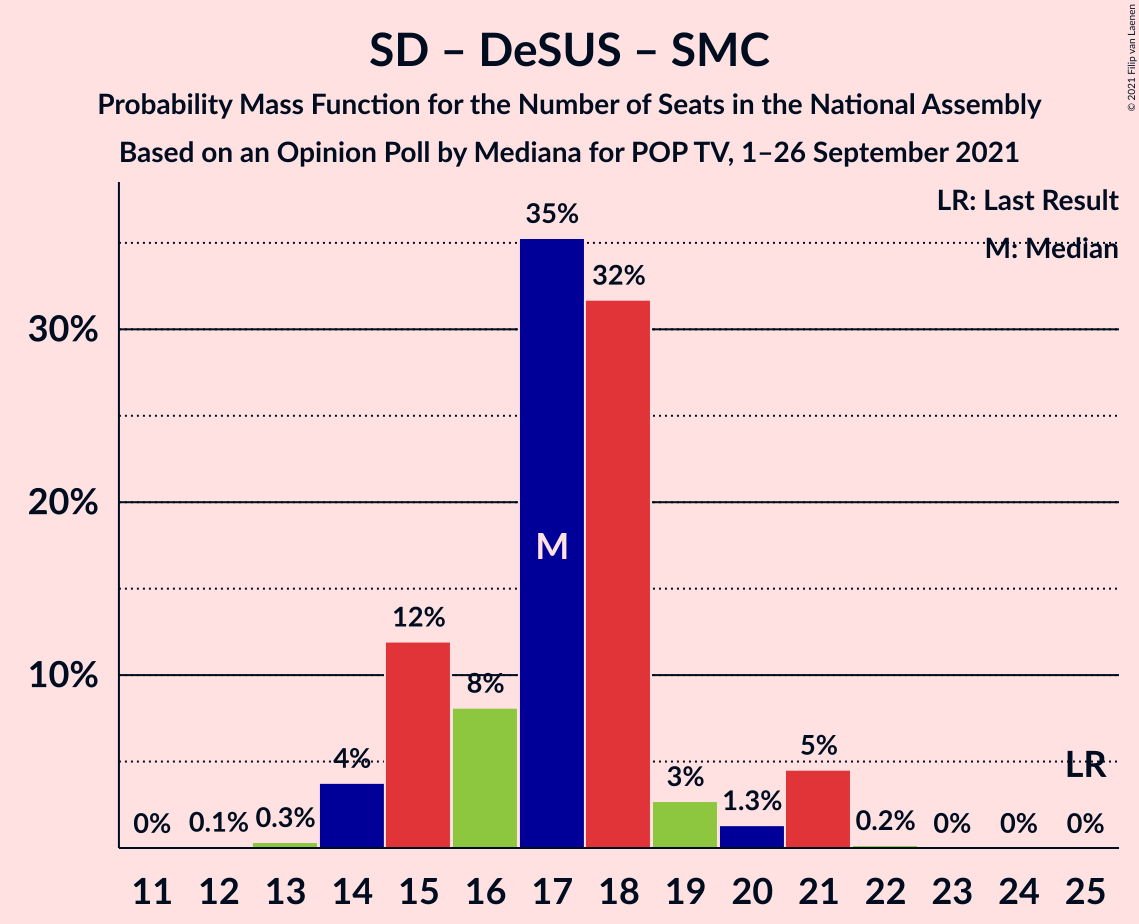 SD – DeSUS – SMC
Probability Mass Function for the Number of Seats in the National Assembly
Based on an Opinion Poll by Mediana for POP TV, 1–26 September 2021
© 2021 Filip van Laenen
LR: Last Result
M: Median
30%
20%
10%
0%
0.1%
0.3%
4%
12%
8%
35%
32%
3%
1.3%
5%
0.2%
0%
0%
0%
M
LR
11 12 13 14 15 16 17 18 19 20 21 22 23 24 25